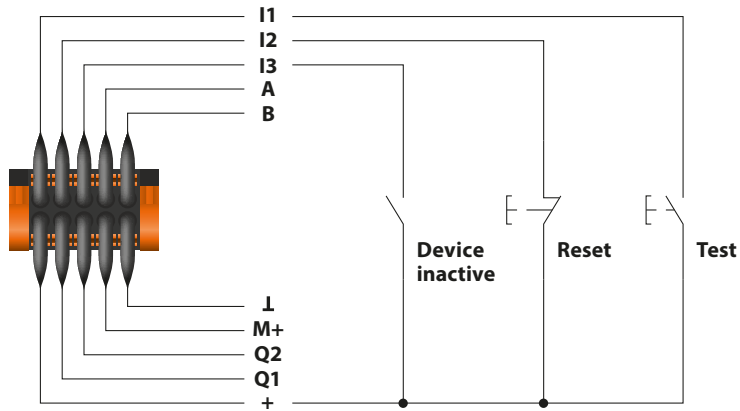 I1
I2
I3
A
B
Device
inactive
Reset
Test
⊥
M+
Q2
Q1
+